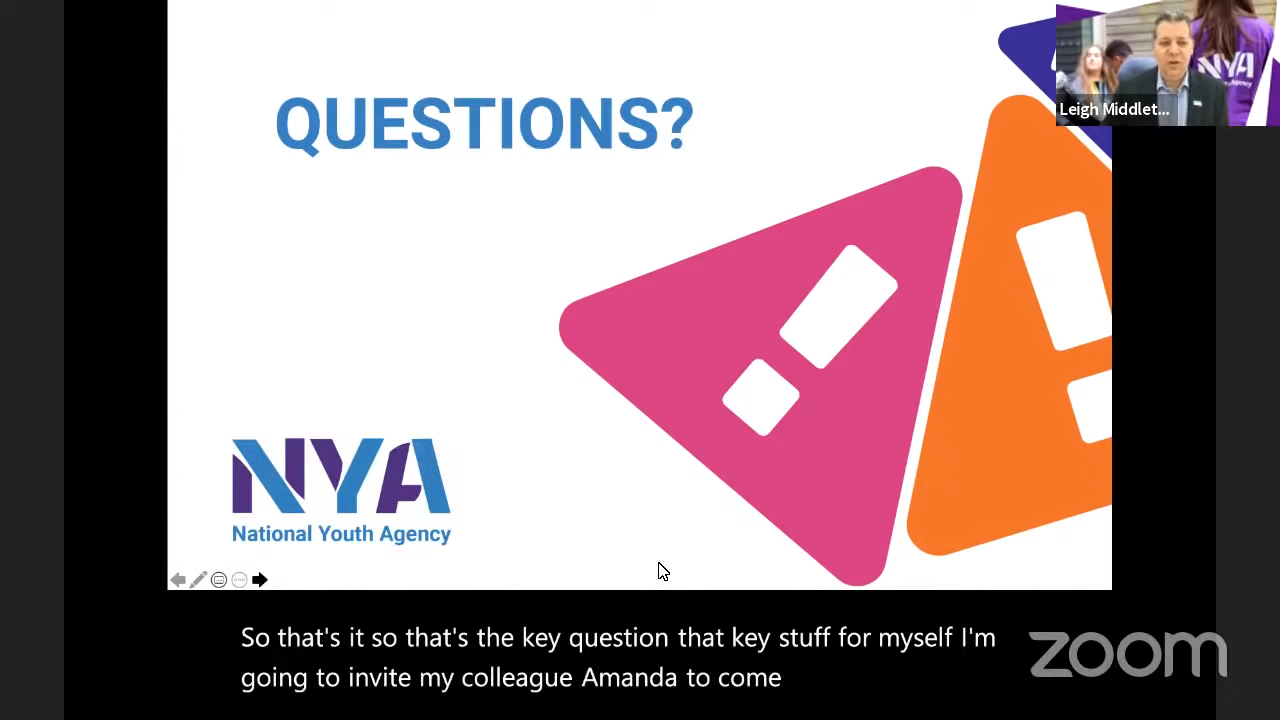 QUESTIONS?
NYA
Leigh Middlet...
NYA
National Youth Agency
So that's it so that's the key question that key stuff for myself I'm
going to invite my colleague Amanda to come
zoom